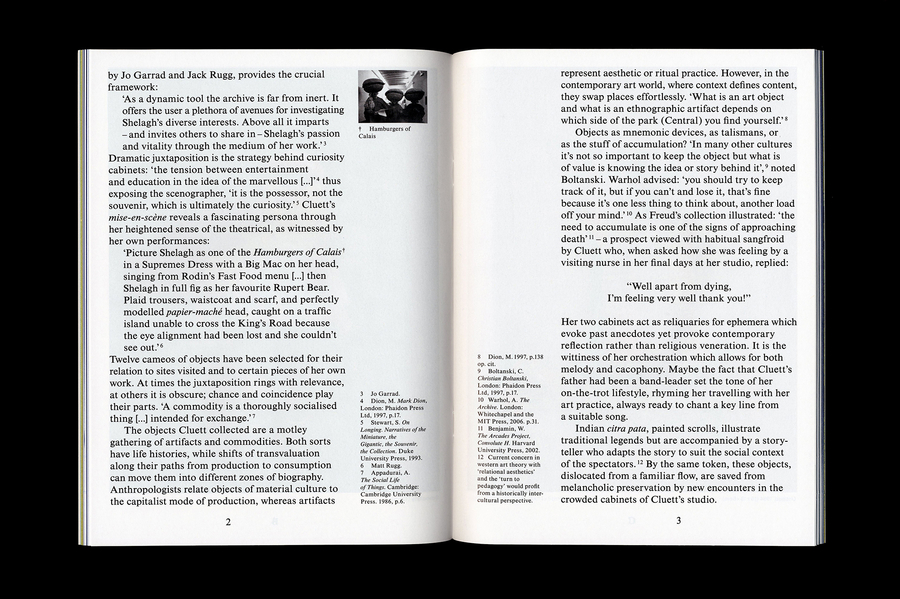 by Jo Garrad and Jack Rugg, provides the crucial
framework:
‘As a dynamic tool the archive is far from inert. It
offers the user a plethora of avenues for investigating
Shelagh’s diverse interests. Above all it imparts
– and invites others to share in – Shelagh’s passion
and vitality through the medium of her work.’³
Dramatic juxtaposition is the strategy behind curiosity
cabinets: ‘the tension between entertainment
and education in the idea of the marvellous [...]’⁴ thus
exposing the scenographer, ‘it is the possessor, not the
souvenir, which is ultimately the curiosity.’⁵ Cluett’s
mise-en-scène reveals a fascinating persona through
her heightened sense of the theatrical, as witnessed by
her own performances:
‘Picture Shelagh as one of the Hamburgers of Calais†
in a Supremes Dress with a Big Mac on her head,
singing from Rodin’s Fast Food menu [...] then
Shelagh in full fig as her favourite Rupert Bear.
Plaid trousers, waistcoat and scarf, and perfectly
modelled papier-maché head, caught on a traffic
island unable to cross the King’s Road because
the eye alignment had been lost and she couldn’t
see out.’⁶
Twelve cameos of objects have been selected for their
relation to sites visited and to certain pieces of her own
work. At times the juxtaposition rings with relevance,
at others it is obscure; chance and coincidence play
their parts. ‘A commodity is a thoroughly socialised
thing [...] intended for exchange.’⁷
The objects Cluett collected are a motley
gathering of artifacts and commodities. Both sorts
have life histories, while shifts of transvaluation
along their paths from production to consumption
can move them into different zones of biography.
Anthropologists relate objects of material culture to
the capitalist mode of production, whereas artifacts
† Hamburgers of
Calais
3 Jo Garrad.
4 Dion, M. Mark Dion,
London: Phaidon Press
Ltd, 1997, p.17.
5 Stewart, S. On
Longing. Narratives of the
Miniature, the
Gigantic, the Souvenir,
the Collection. Duke
University Press, 1993.
6 Matt Rugg.
7 Appadurai, A.
The Social Life
of Things. Cambridge:
Cambridge University
Press. 1986, p.6.
2
8 Dion, M. 1997, p.138
op. cit.
9 Boltanski, C.
Christian Boltanski,
London: Phaidon Press
Ltd, 1997, p.17.
10 Warhol, A. The
Archive. London:
Whitechapel and the
MIT Press, 2006. p.31.
11 Benjamin, W.
The Arcades Project,
Convolute H. Harvard
University Press, 2002.
12 Current concern in
western art theory with
‘relational aesthetics’
and the ‘turn to
pedagogy’ would profit
from a historically inter-
cultural perspective.
represent aesthetic or ritual practice. However, in the
contemporary art world, where context defines content,
they swap places effortlessly. ‘What is an art object
and what is an ethnographic artifact depends on
which side of the park (Central) you find yourself.’⁸
Objects as mnemonic devices, as talismans, or
as the stuff of accumulation? ‘In many other cultures
it’s not so important to keep the object but what is
of value is knowing the idea or story behind it’,⁹ noted
Boltanski. Warhol advised: ‘you should try to keep
track of it, but if you can’t and lose it, that’s fine
because it’s one less thing to think about, another load
off your mind.’¹⁰ As Freud’s collection illustrated: ‘the
need to accumulate is one of the signs of approaching
death’¹¹ – a prospect viewed with habitual sangfroid
by Cluett who, when asked how she was feeling by a
visiting nurse in her final days at her studio, replied:
“Well apart from dying,
I’m feeling very well thank you!”
Her two cabinets act as reliquaries for ephemera which
evoke past anecdotes yet provoke contemporary
reflection rather than religious veneration. It is the
wittiness of her orchestration which allows for both
melody and cacophony. Maybe the fact that Cluett’s
father had been a band-leader set the tone of her
on-the-trot lifestyle, rhyming her travelling with her
art practice, always ready to chant a key line from
a suitable song.
Indian citra pata, painted scrolls, illustrate
traditional legends but are accompanied by a story-
teller who adapts the story to suit the social context
of the spectators.¹² By the same token, these objects,
dislocated from a familiar flow, are saved from
melancholic preservation by new encounters in the
crowded cabinets of Cluett’s studio.
3